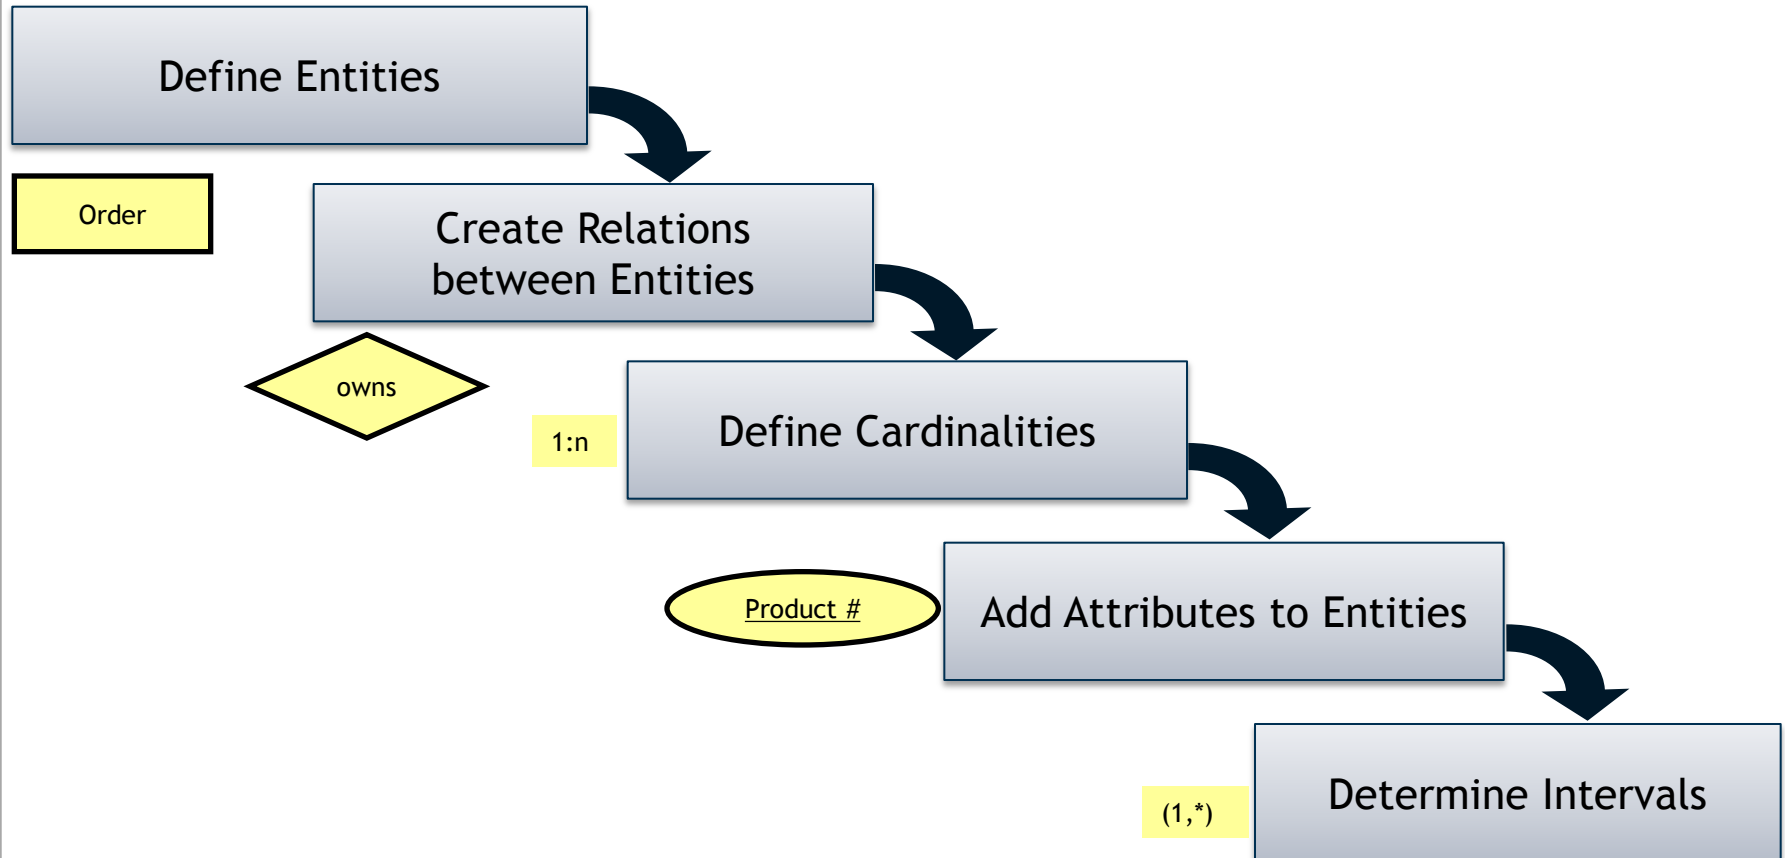 Define Entities
Order
Create Relations
between Entities
owns
Define Cardinalities
1:n
Add Attributes to Entities
Product #
Determine Intervals
(1,*)